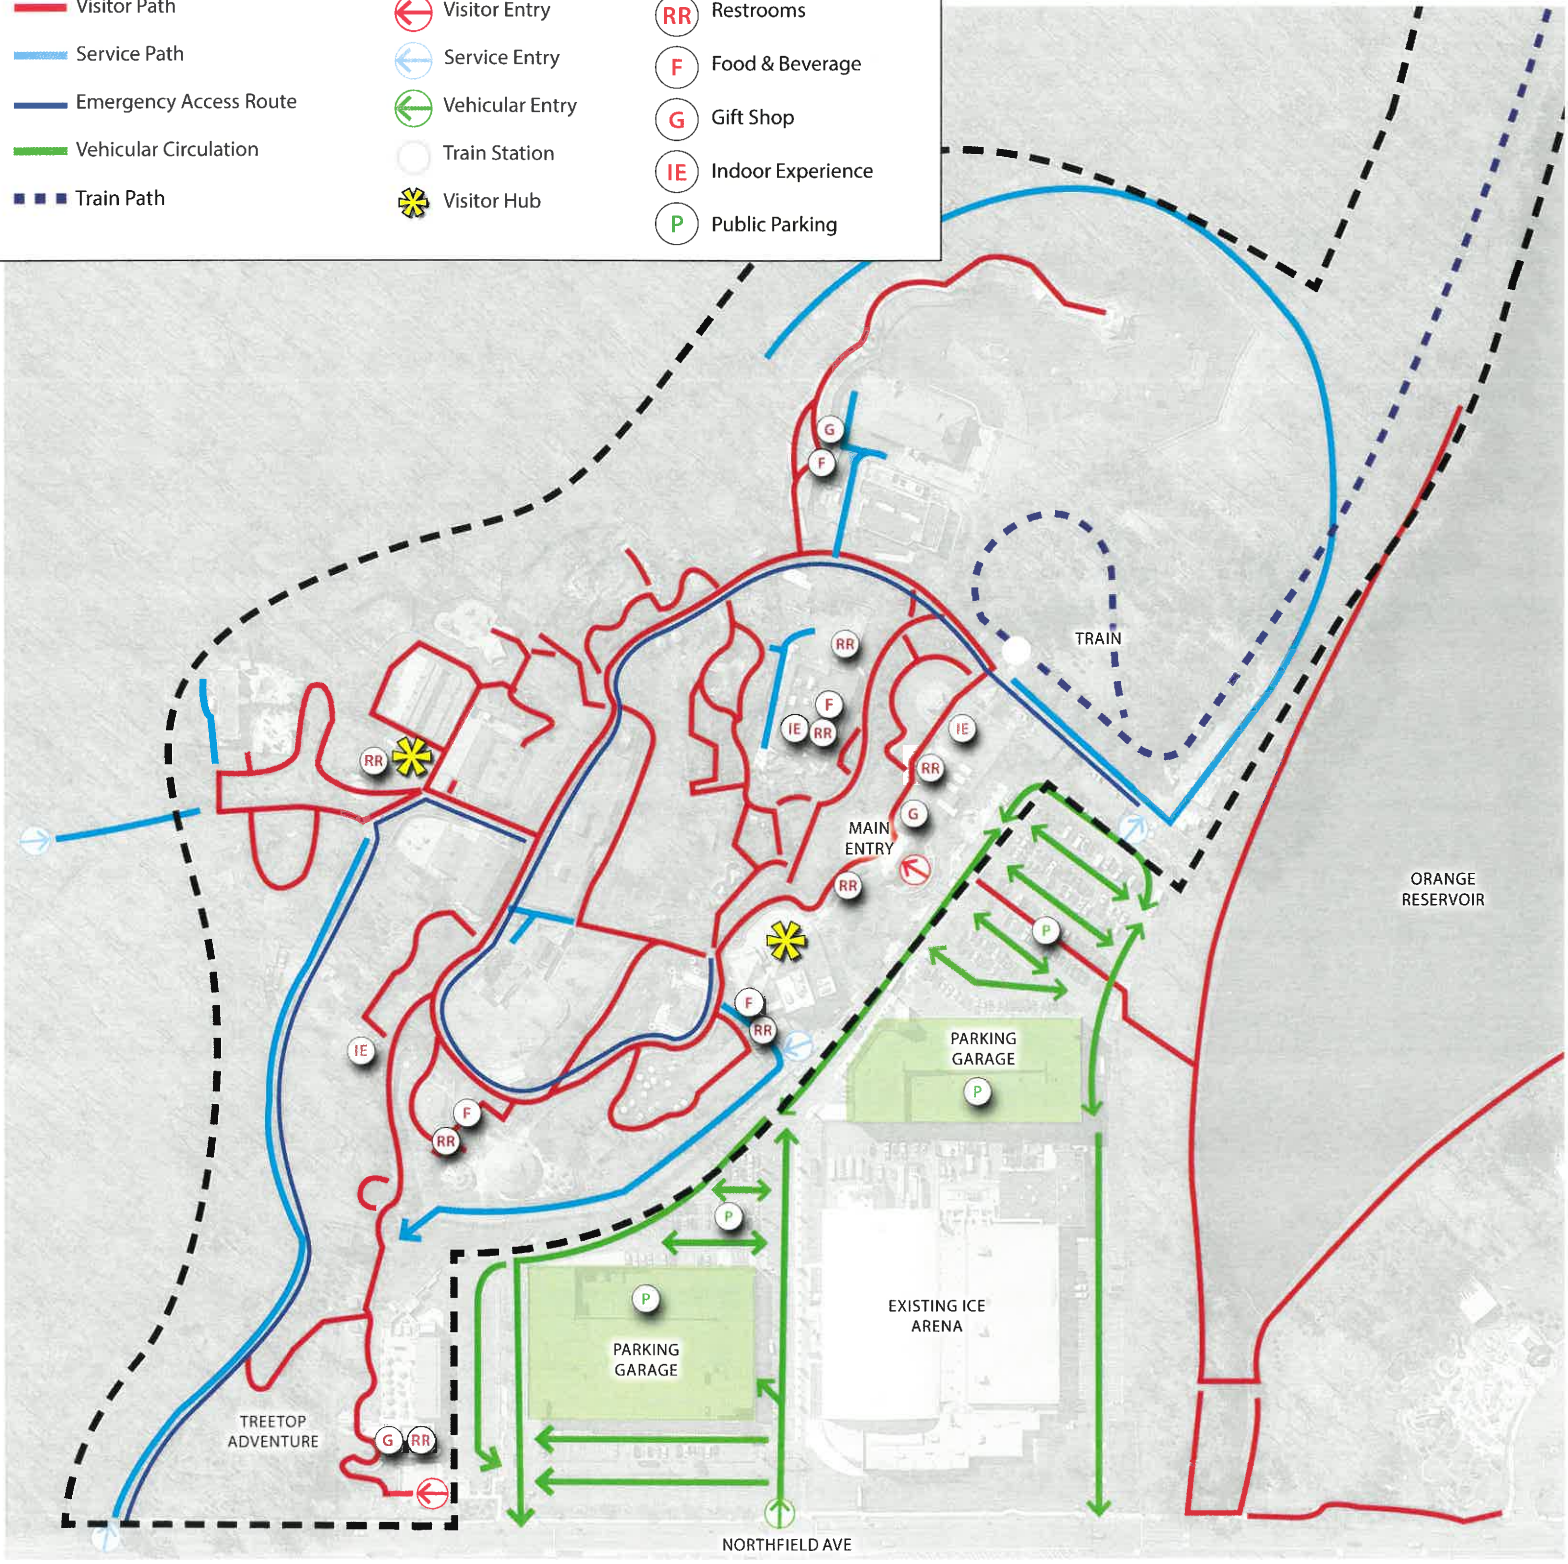 Visitor Path
Service Path
Emergency Access Route
Vehicular Circulation
Train Path
Visitor Entry
Service Entry
Vehicular Entry
Train Station
Visitor Hub
RR Restrooms
F Food & Beverage
G Gift Shop
IE Indoor Experience
P Public Parking
G
F
TRAIN
RR
F
IE
RR
IE
RR
RR
G
MAIN
ENTRY
RR
P
ORANGE
RESERVOIR
F
RR
IE
PARKING
GARAGE
P
F
RR
P
P
EXISTING ICE
ARENA
PARKING
GARAGE
TREETOP
ADVENTURE
G
RR
NORTHFIELD AVE